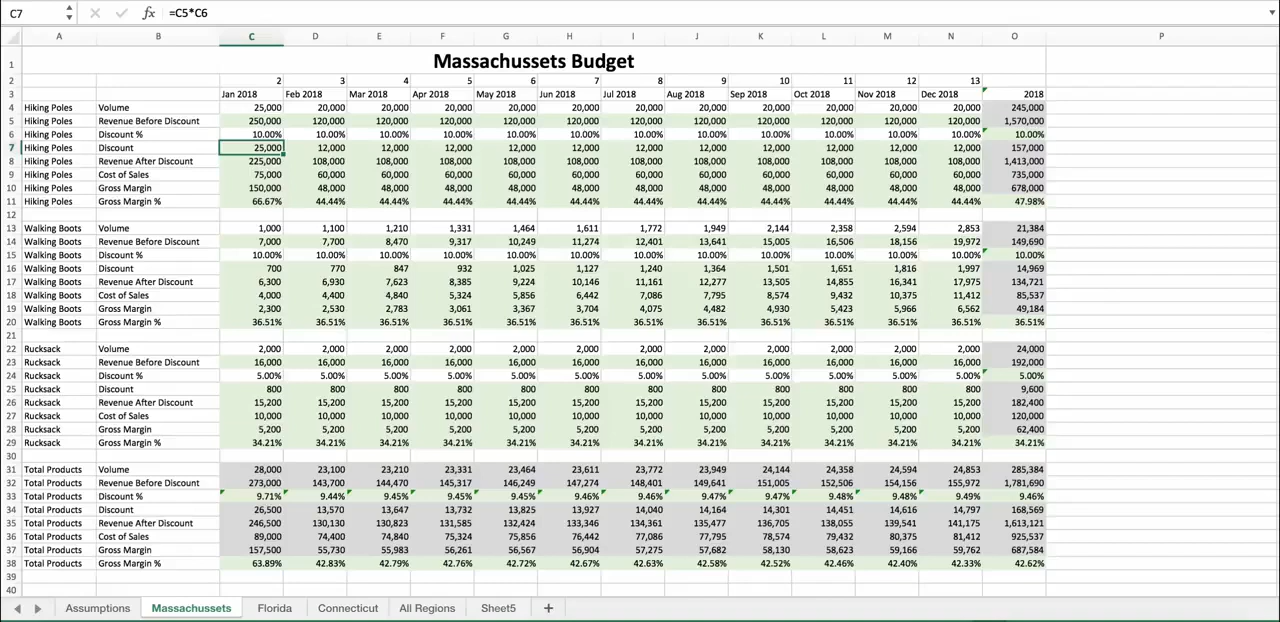 C7 fx =C5*C6
A B C D E F G H I J K L M N O P
1 Massachussets Budget
2 2 3 4 5 6 7 8 9 10 11 12 13
3 Jan 2018 Feb 2018 Mar 2018 Apr 2018 May 2018 Jun 2018 Jul 2018 Aug 2018 Sep 2018 Oct 2018 Nov 2018 Dec 2018 2018
4 Hiking Poles Volume 25,000 20,000 20,000 20,000 20,000 20,000 20,000 20,000 20,000 20,000 20,000 20,000 245,000
5 Hiking Poles Revenue Before Discount 250,000 120,000 120,000 120,000 120,000 120,000 120,000 120,000 120,000 120,000 120,000 120,000 1,570,000
6 Hiking Poles Discount % 10.00% 10.00% 10.00% 10.00% 10.00% 10.00% 10.00% 10.00% 10.00% 10.00% 10.00% 10.00% 10.00%
7 Hiking Poles Discount 25,000 12,000 12,000 12,000 12,000 12,000 12,000 12,000 12,000 12,000 12,000 12,000 157,000
8 Hiking Poles Revenue After Discount 225,000 108,000 108,000 108,000 108,000 108,000 108,000 108,000 108,000 108,000 108,000 108,000 1,413,000
9 Hiking Poles Cost of Sales 75,000 60,000 60,000 60,000 60,000 60,000 60,000 60,000 60,000 60,000 60,000 60,000 735,000
10 Hiking Poles Gross Margin 150,000 48,000 48,000 48,000 48,000 48,000 48,000 48,000 48,000 48,000 48,000 48,000 678,000
11 Hiking Poles Gross Margin % 66.67% 44.44% 44.44% 44.44% 44.44% 44.44% 44.44% 44.44% 44.44% 44.44% 44.44% 44.44% 47.98%
12
13 Walking Boots Volume 1,000 1,100 1,210 1,331 1,464 1,611 1,772 1,949 2,144 2,358 2,594 2,853 21,384
14 Walking Boots Revenue Before Discount 7,000 7,700 8,470 9,317 10,249 11,274 12,401 13,641 15,005 16,506 18,156 19,972 149,690
15 Walking Boots Discount % 10.00% 10.00% 10.00% 10.00% 10.00% 10.00% 10.00% 10.00% 10.00% 10.00% 10.00% 10.00% 10.00%
16 Walking Boots Discount 700 770 847 932 1,025 1,127 1,240 1,364 1,501 1,651 1,816 1,997 14,969
17 Walking Boots Revenue After Discount 6,300 6,930 7,623 8,385 9,224 10,146 11,161 12,277 13,505 14,855 16,341 17,975 134,721
18 Walking Boots Cost of Sales 4,000 4,400 4,840 5,324 5,856 6,442 7,086 7,795 8,574 9,432 10,375 11,412 85,537
19 Walking Boots Gross Margin 2,300 2,530 2,783 3,061 3,367 3,704 4,075 4,482 4,930 5,423 5,966 6,562 49,184
20 Walking Boots Gross Margin % 36.51% 36.51% 36.51% 36.51% 36.51% 36.51% 36.51% 36.51% 36.51% 36.51% 36.51% 36.51% 36.51%
21
22 Rucksack Volume 2,000 2,000 2,000 2,000 2,000 2,000 2,000 2,000 2,000 2,000 2,000 2,000 24,000
23 Rucksack Revenue Before Discount 16,000 16,000 16,000 16,000 16,000 16,000 16,000 16,000 16,000 16,000 16,000 16,000 192,000
24 Rucksack Discount % 5.00% 5.00% 5.00% 5.00% 5.00% 5.00% 5.00% 5.00% 5.00% 5.00% 5.00% 5.00% 5.00%
25 Rucksack Discount 800 800 800 800 800 800 800 800 800 800 800 800 9,600
26 Rucksack Revenue After Discount 15,200 15,200 15,200 15,200 15,200 15,200 15,200 15,200 15,200 15,200 15,200 15,200 182,400
27 Rucksack Cost of Sales 10,000 10,000 10,000 10,000 10,000 10,000 10,000 10,000 10,000 10,000 10,000 10,000 120,000
28 Rucksack Gross Margin 5,200 5,200 5,200 5,200 5,200 5,200 5,200 5,200 5,200 5,200 5,200 5,200 62,400
29 Rucksack Gross Margin % 34.21% 34.21% 34.21% 34.21% 34.21% 34.21% 34.21% 34.21% 34.21% 34.21% 34.21% 34.21% 34.21%
30
31 Total Products Volume 28,000 23,100 23,210 23,331 23,464 23,611 23,772 23,949 24,144 24,358 24,594 24,853 285,384
32 Total Products Revenue Before Discount 273,000 143,700 144,470 145,317 146,249 147,274 148,401 149,641 151,005 152,506 154,156 155,972 1,781,690
33 Total Products Discount % 9.71% 9.44% 9.45% 9.45% 9.45% 9.46% 9.46% 9.47% 9.47% 9.48% 9.48% 9.49% 9.46%
34 Total Products Discount 26,500 13,570 13,647 13,732 13,825 13,927 14,040 14,164 14,301 14,451 14,616 14,797 168,569
35 Total Products Revenue After Discount 246,500 130,130 130,823 131,585 132,424 133,346 134,361 135,477 136,705 138,055 139,541 141,175 1,613,121
36 Total Products Cost of Sales 89,000 74,400 74,840 75,324 75,856 76,442 77,086 77,795 78,574 79,432 80,375 81,412 925,537
37 Total Products Gross Margin 157,500 55,730 55,983 56,261 56,567 56,904 57,275 57,682 58,130 58,623 59,166 59,762 687,584
38 Total Products Gross Margin % 63.89% 42.83% 42.79% 42.76% 42.72% 42.67% 42.63% 42.58% 42.52% 42.46% 42.40% 42.33% 42.62%
39
40
Assumptions Massachussets Florida Connecticut All Regions Sheet5 +